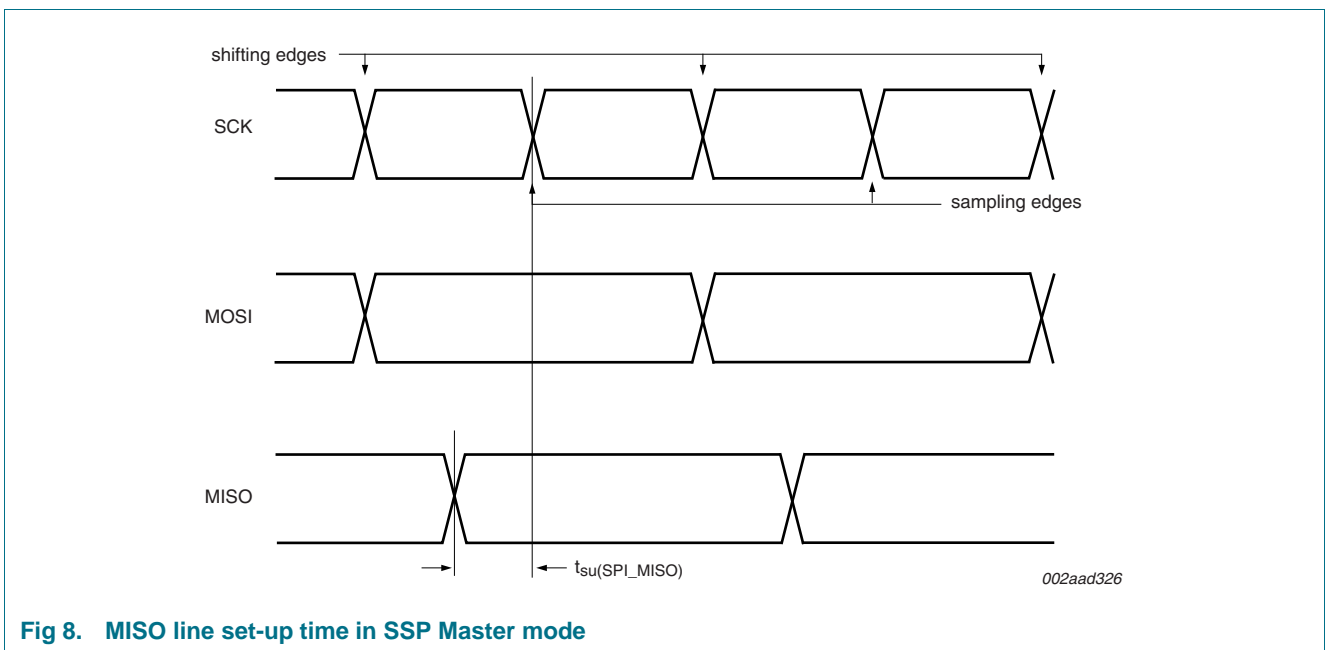 shifting edges
SCK
sampling edges
MOSI
MISO
tsu(SPI_MISO)
002aad326
Fig 8. MISO line set-up time in SSP Master mode